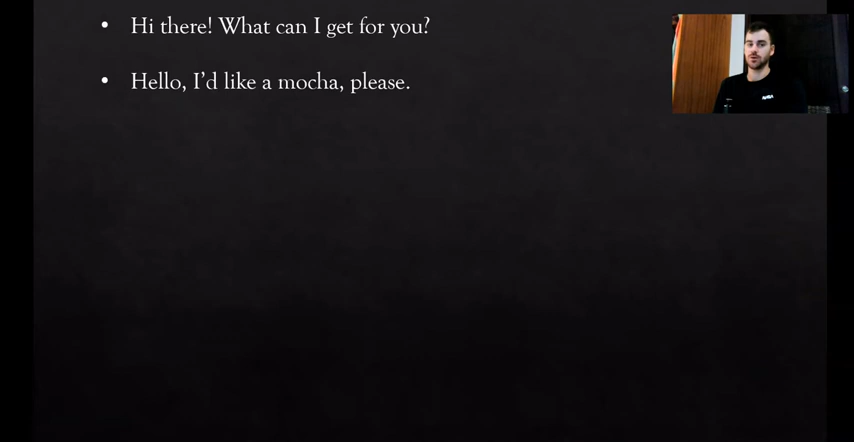 • Hi there! What can I get for you?
• Hello, I'd like a mocha, please.